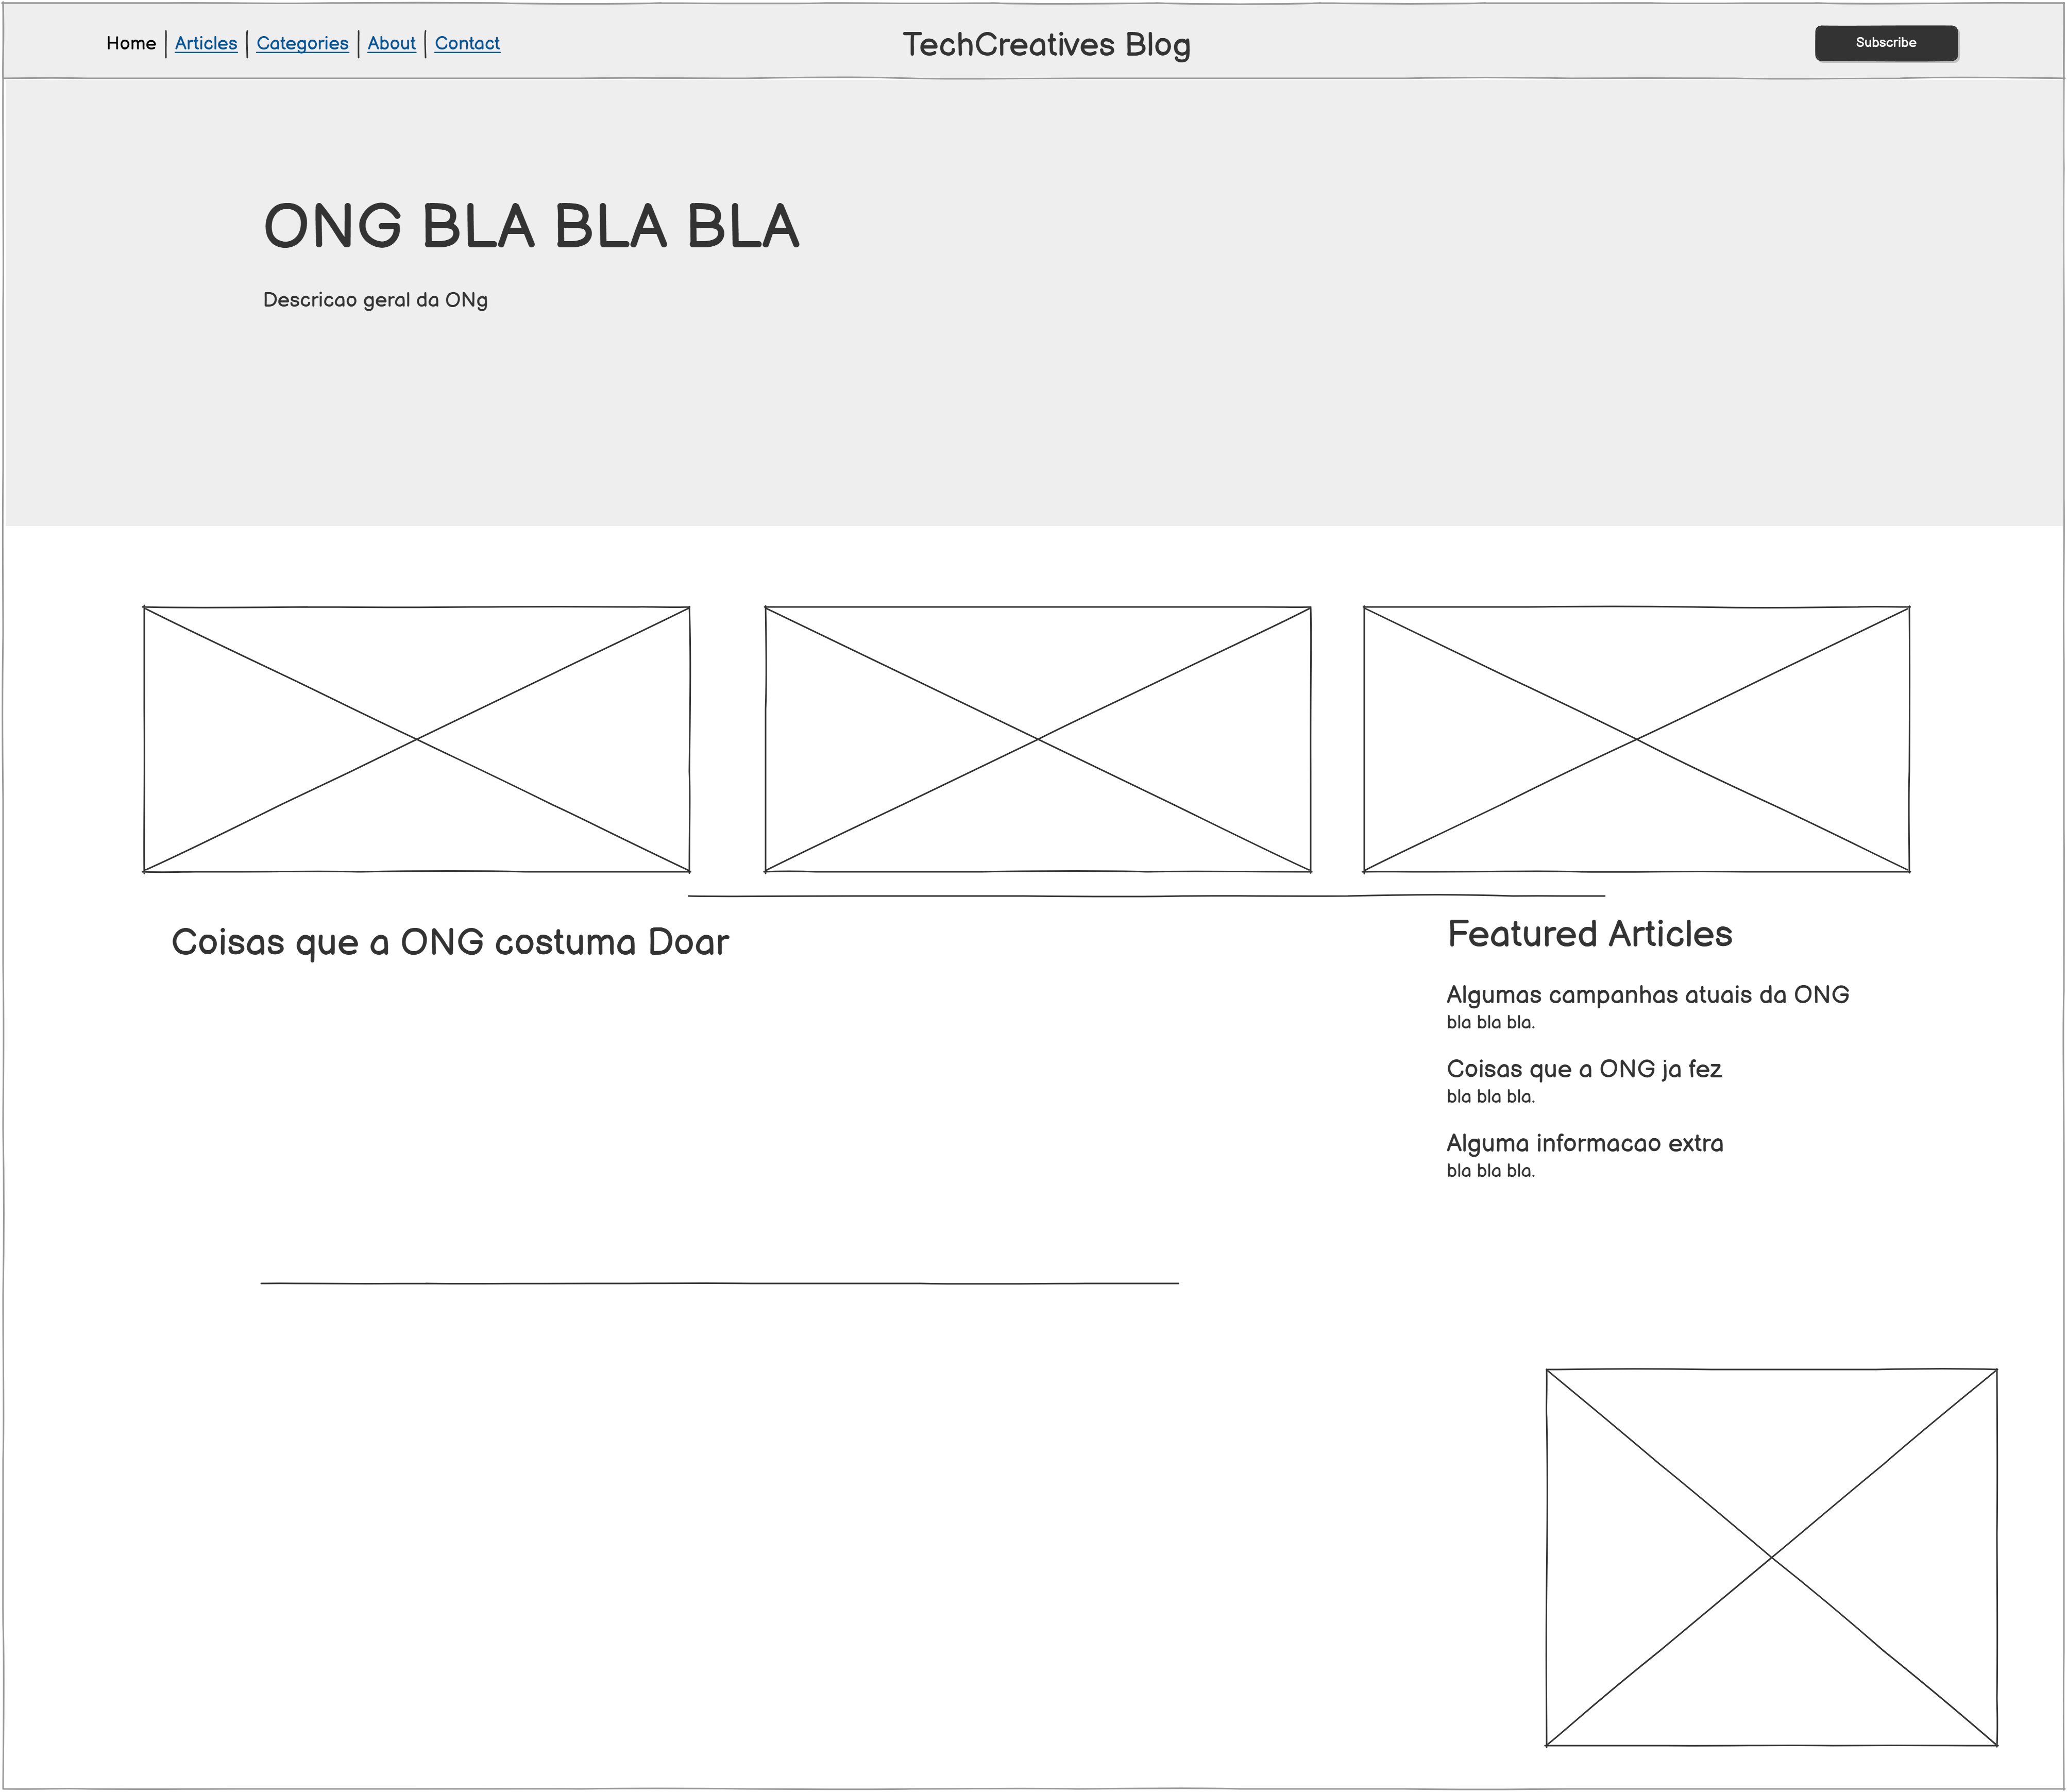 Home | Articles | Categories | About | Contact
TechCreatives Blog
Subscribe
ONG BLA BLA BLA
Descricao geral da ONg
Coisas que a ONG costuma Doar
Featured Articles
Algumas campanhas atuais da ONG
bla bla bla.
Coisas que a ONG ja fez
bla bla bla.
Alguma informacao extra
bla bla bla.